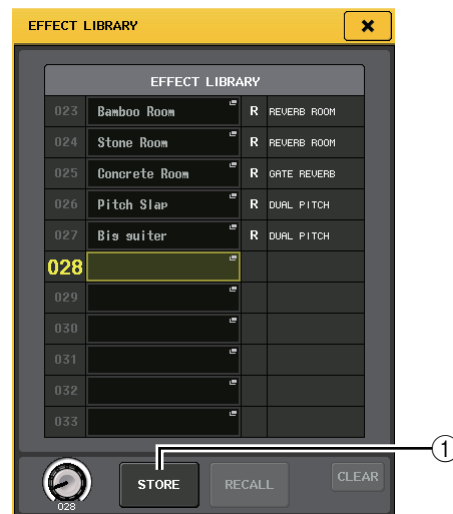 EFFECT LIBRARY
EFFECT LIBRARY
023 Bamboo Room R REVERB ROOM
024 Stone Room R REVERB ROOM
025 Concrete Room R GATE REVERB
026 Pitch Slap R DUAL PITCH
027 Big guiter R DUAL PITCH
028
029
030
031
032
033
028 STORE RECALL CLEAR
1